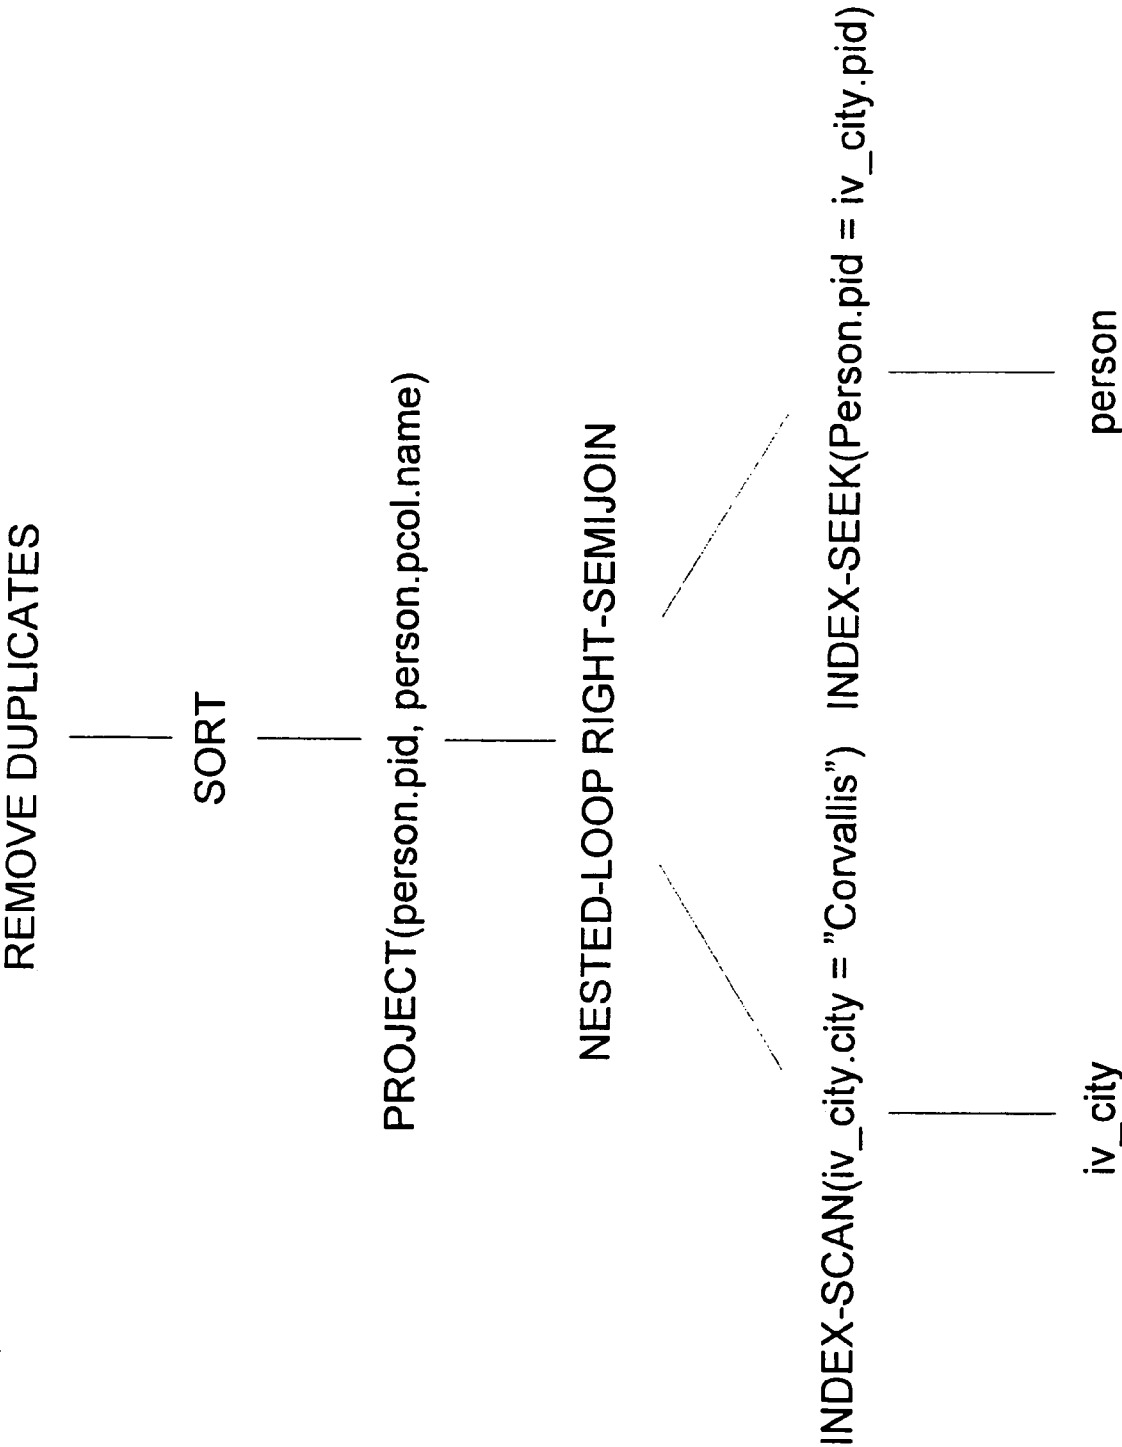 REMOVE DUPLICATES
SORT
PROJECT(person.pid, person.pcol.name)
NESTED-LOOP RIGHT-SEMIJOIN
INDEX-SCAN(iv_city.city = "Corvallis")
INDEX-SEEK(Person.pid = iv_city.pid)
iv_city
person